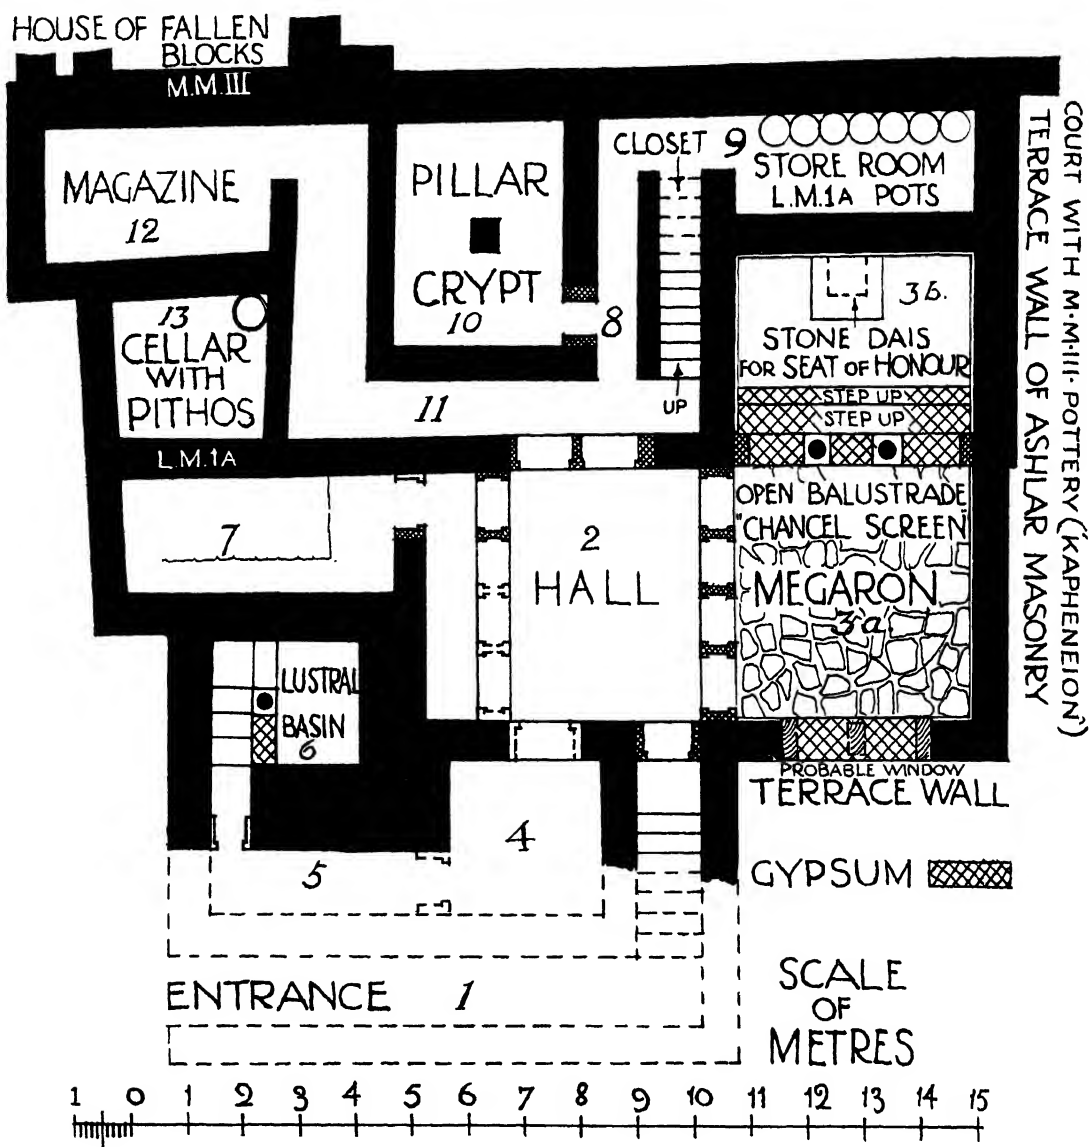 HOUSE OF FALLEN
BLOCKS
M.M.III
MAGAZINE
12
PILLAR
CRYPT
10
CLOSET
9
STORE ROOM
L.M.1A POTS
COURT WITH M·M·III·POTTERY ('KAPHENEION')
TERRACE WALL OF ASHLAR MASONRY
13
CELLAR
WITH
PITHOS
8
3b.
STONE DAIS
FOR SEAT OF HONOUR
STEP UP
STEP UP
UP
11
L.M.1A
7
2
HALL
OPEN BALUSTRADE
"CHANCEL SCREEN"
MEGARON
3a
LUSTRAL
BASIN
6
PROBABLE WINDOW
TERRACE WALL
4
5
GYPSUM
ENTRANCE 1
SCALE
OF
METRES
1 0 1 2 3 4 5 6 7 8 9 10 11 12 13 14 15